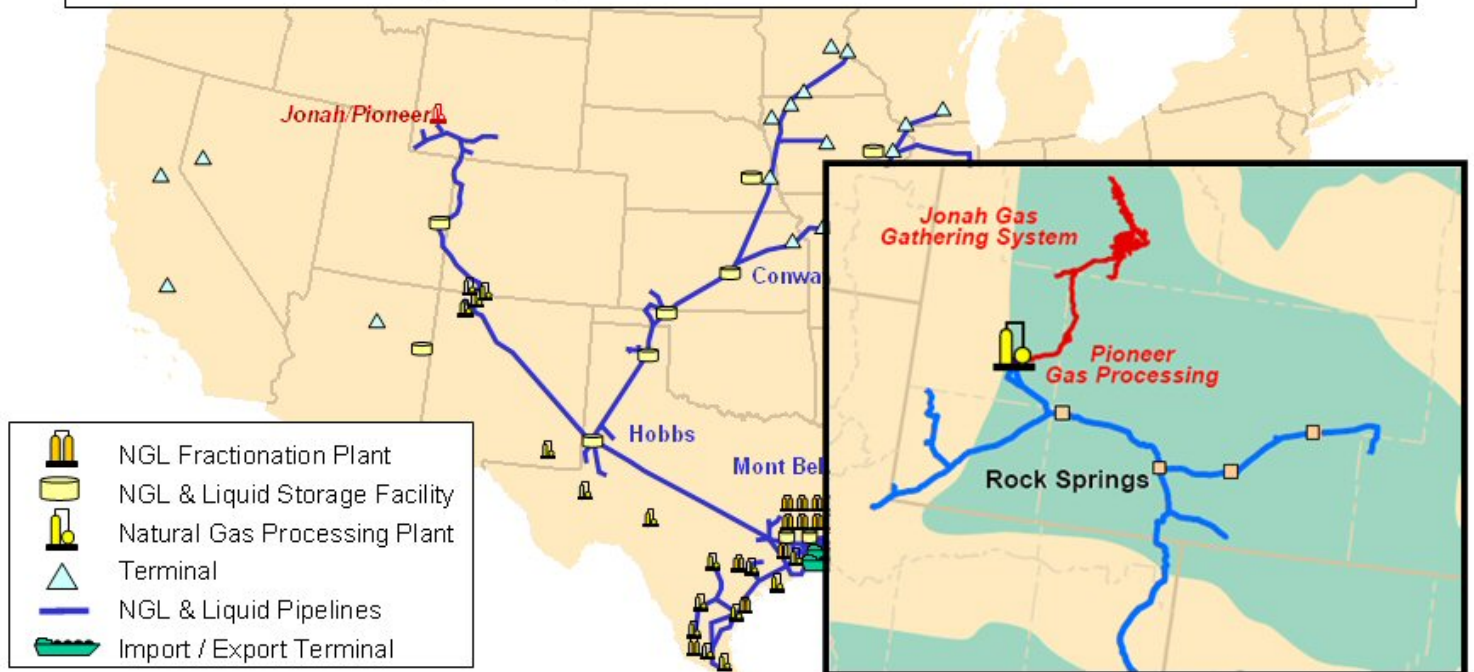 Jonah/Pioneer
Jonah Gas
Gathering System
Conwa
Pioneer
Gas Processing
Hobbs
Mont Bel
Rock Springs
NGL Fractionation Plant
NGL & Liquid Storage Facility
Natural Gas Processing Plant
Terminal
NGL & Liquid Pipelines
Import / Export Terminal